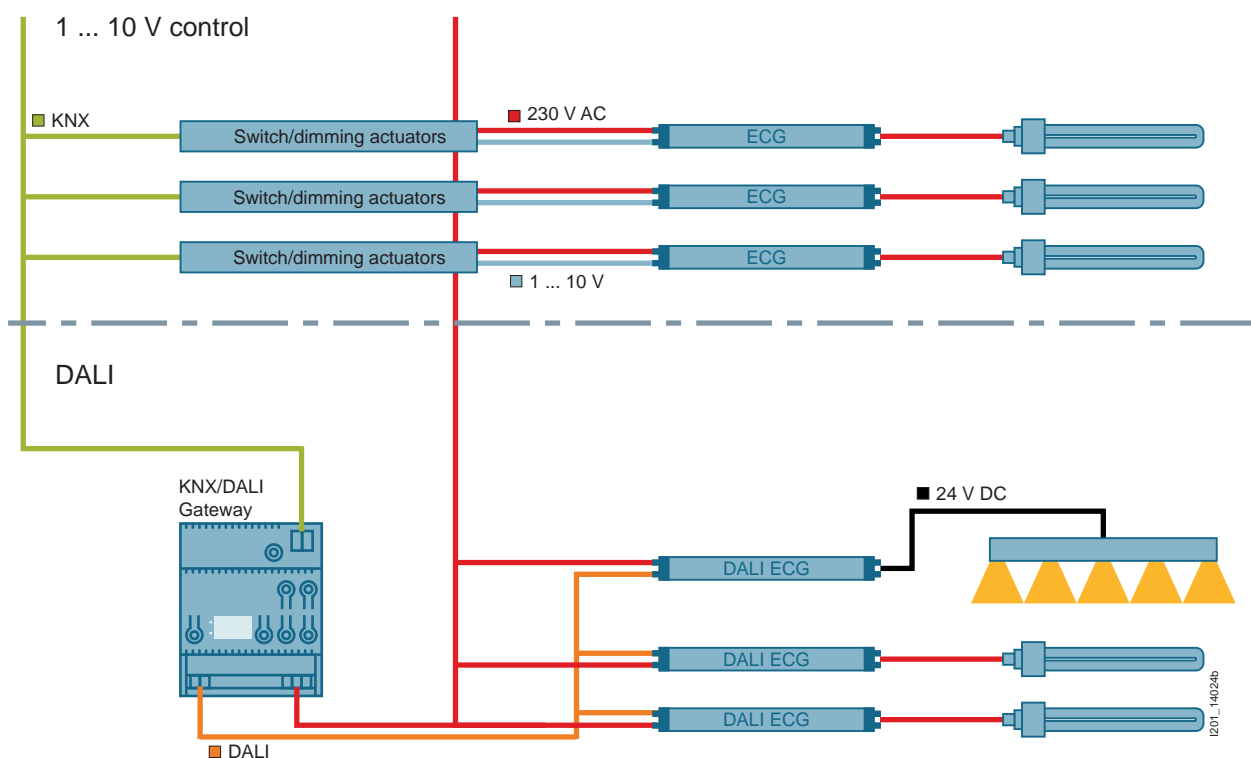 1 ... 10 V control
KNX
230 V AC
Switch/dimming actuators
ECG
Switch/dimming actuators
ECG
Switch/dimming actuators
ECG
1 ... 10 V
DALI
KNX/DALI
Gateway
24 V DC
DALI ECG
DALI ECG
DALI ECG
I201_14024b
DALI